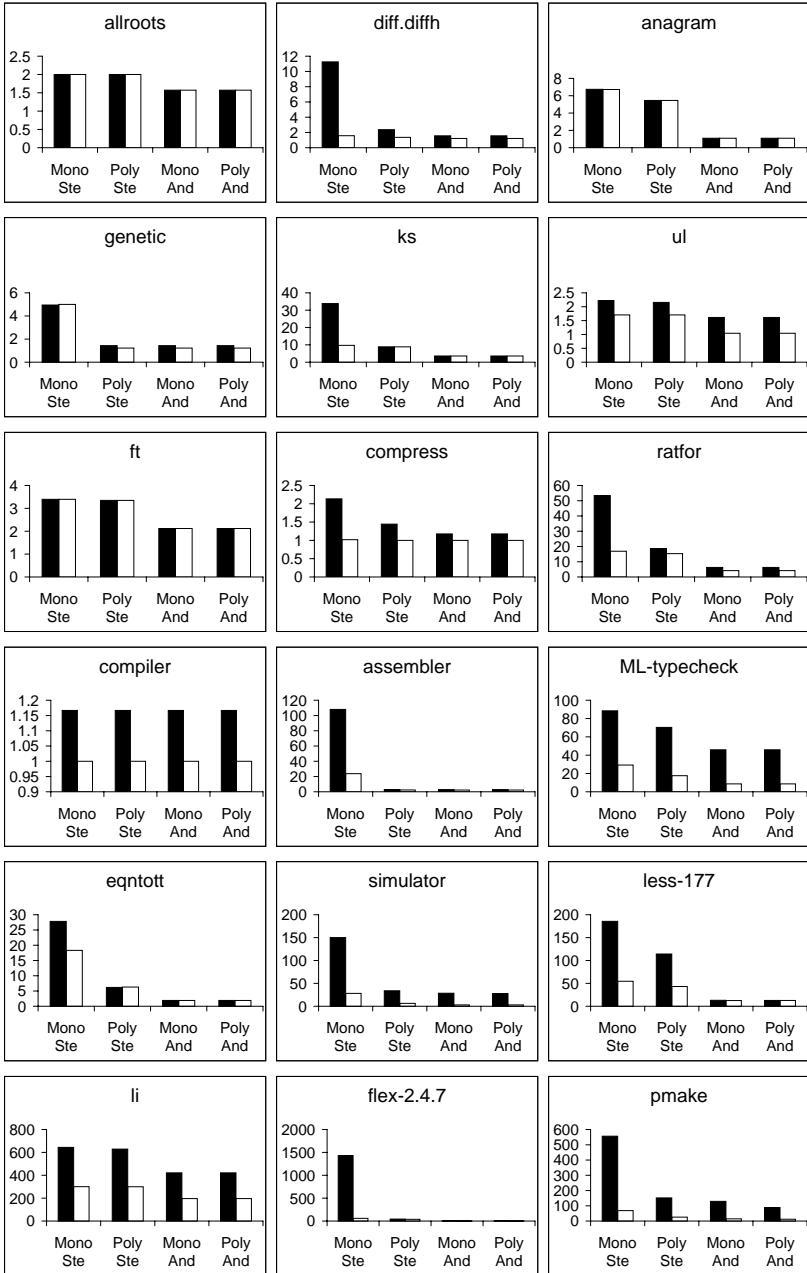 allroots
2.5
2
1.5
1
0.5
0
Mono Poly Mono Poly
Ste Ste And And
diff.diffh
12
10
8
6
4
2
0
Mono Poly Mono Poly
Ste Ste And And
anagram
8
6
4
2
0
Mono Poly Mono Poly
Ste Ste And And
genetic
6
4
2
0
Mono Poly Mono Poly
Ste Ste And And
ks
40
30
20
10
0
Mono Poly Mono Poly
Ste Ste And And
ul
2.5
2
1.5
1
0.5
0
Mono Poly Mono Poly
Ste Ste And And
ft
4
3
2
1
0
Mono Poly Mono Poly
Ste Ste And And
compress
2.5
2
1.5
1
0.5
0
Mono Poly Mono Poly
Ste Ste And And
ratfor
60
50
40
30
20
10
0
Mono Poly Mono Poly
Ste Ste And And
compiler
1.2
1.15
1.1
1.05
1
0.95
0.9
Mono Poly Mono Poly
Ste Ste And And
assembler
120
100
80
60
40
20
0
Mono Poly Mono Poly
Ste Ste And And
ML-typecheck
100
80
60
40
20
0
Mono Poly Mono Poly
Ste Ste And And
eqntott
30
25
20
15
10
5
0
Mono Poly Mono Poly
Ste Ste And And
simulator
200
150
100
50
0
Mono Poly Mono Poly
Ste Ste And And
less-177
200
150
100
50
0
Mono Poly Mono Poly
Ste Ste And And
li
800
600
400
200
0
Mono Poly Mono Poly
Ste Ste And And
flex-2.4.7
2000
1500
1000
500
0
Mono Poly Mono Poly
Ste Ste And And
pmake
600
500
400
300
200
100
0
Mono Poly Mono Poly
Ste Ste And And